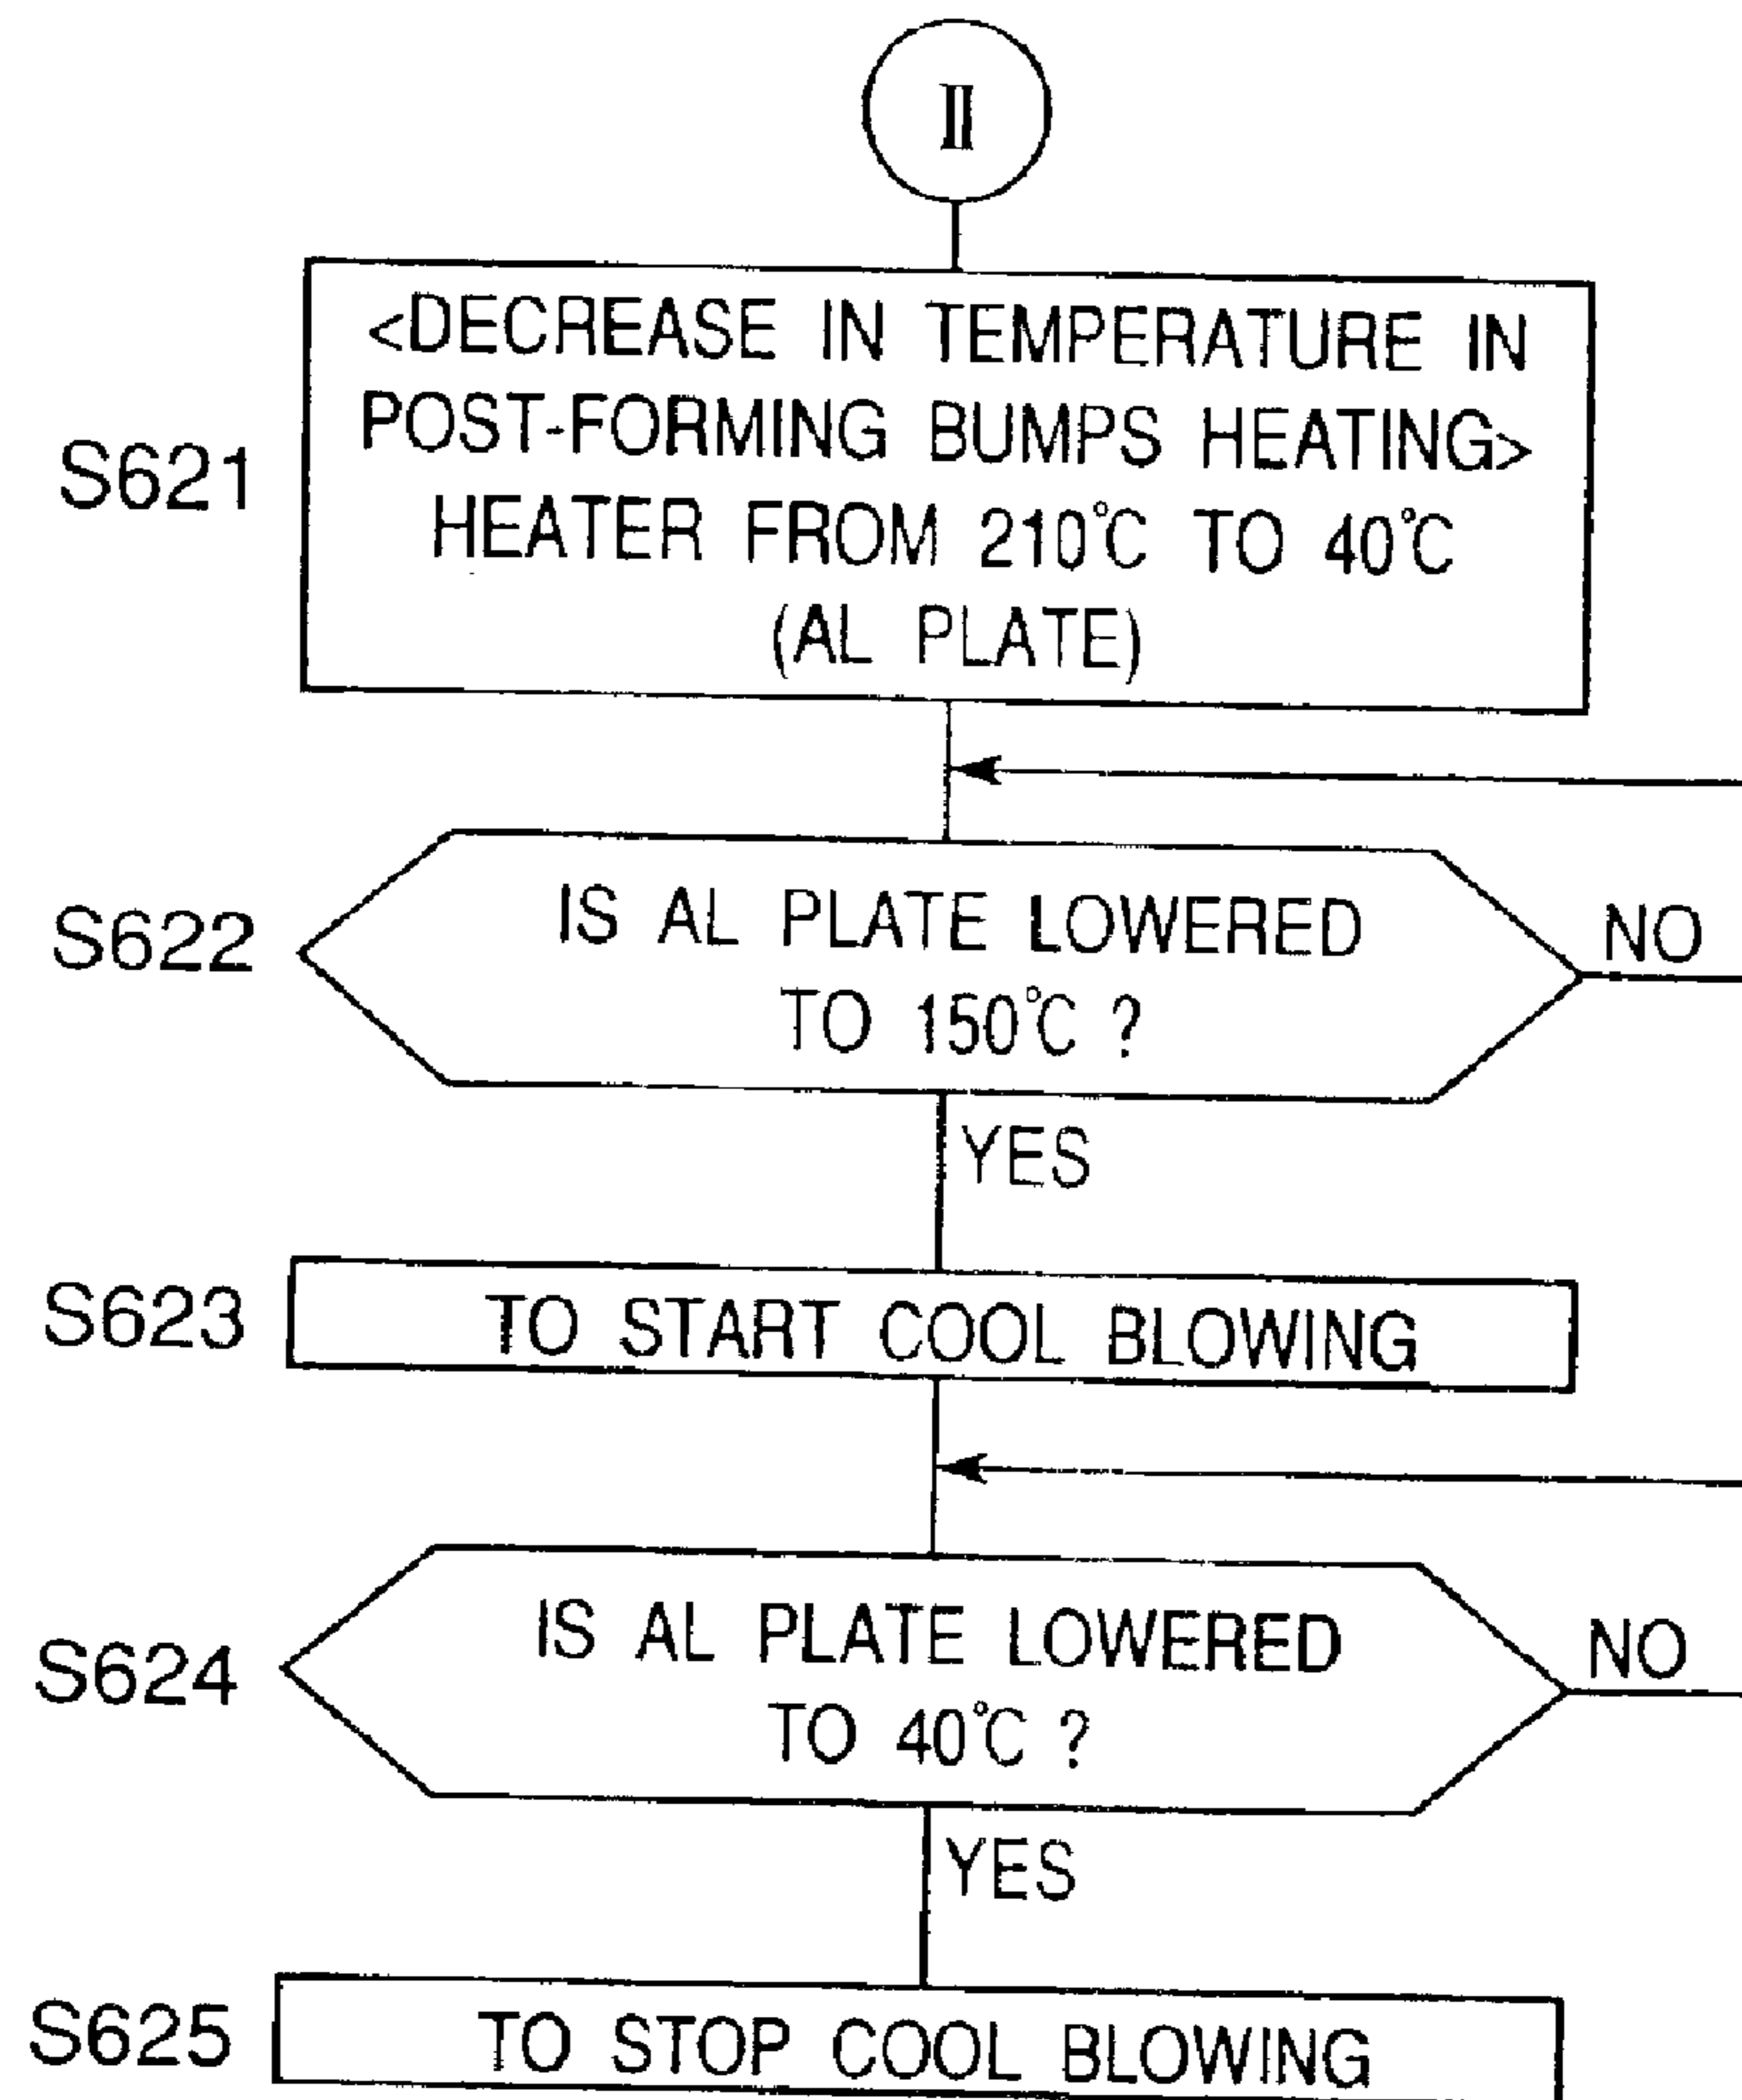 II
<DECREASE IN TEMPERATURE IN
POST-FORMING BUMPS HEATING>
S621
HEATER FROM 210°C TO 40°C
(AL PLATE)
IS AL PLATE LOWERED
S622
NO
TO 150°C ?
YES
S623
TO START COOL BLOWING
IS AL PLATE LOWERED
S624
NO
TO 40°C ?
YES
S625
TO STOP COOL BLOWING